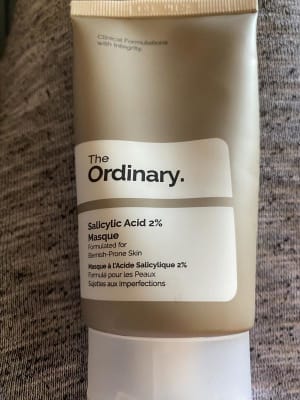 Clinical Formulations
with Integrity.
The
Ordinary.
Salicylic Acid 2%
Masque
Formulated for
Blemish-Prone Skin
Masque à l'Acide Salicylique 2%
Formule pour les Peaux
Sujettes aux Imperfections